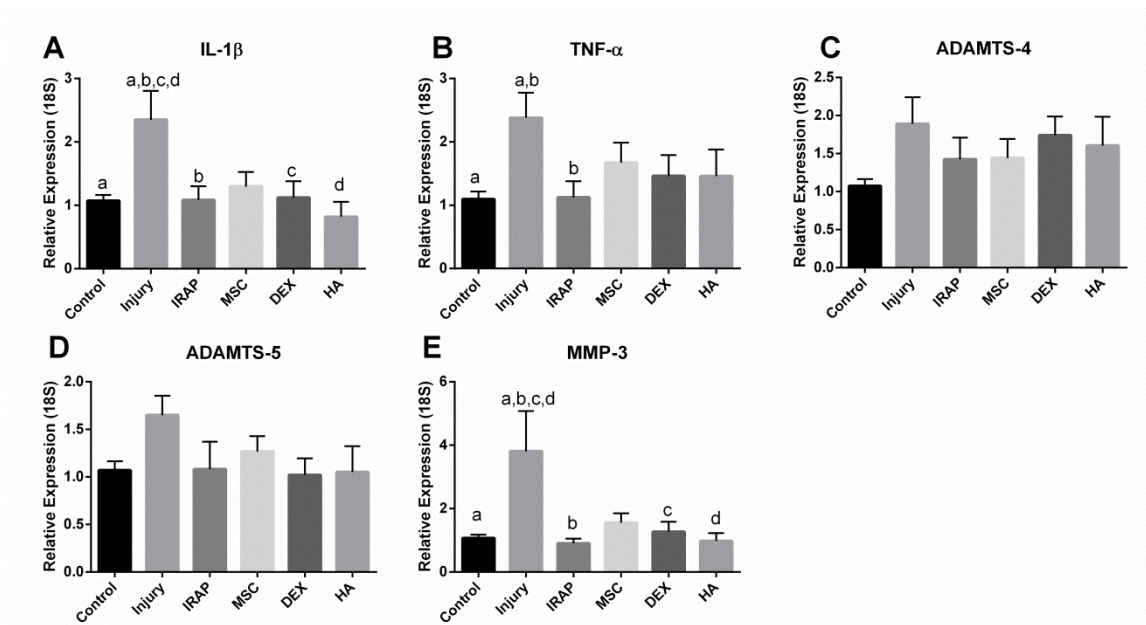 A
IL-1β
Relative Expression (18S)
3
2
1
0
a
a,b,c,d
b
c
d
Control
Injury
IRAP
MSC
DEX
HA
B
TNF-α
Relative Expression (18S)
3
2
1
0
a
a,b
b
Control
Injury
IRAP
MSC
DEX
HA
C
ADAMTS-4
Relative Expression (18S)
2.5
2.0
1.5
1.0
0.5
0.0
Control
Injury
IRAP
MSC
DEX
HA
D
ADAMTS-5
Relative Expression (18S)
2.0
1.5
1.0
0.5
0.0
Control
Injury
IRAP
MSC
DEX
HA
E
MMP-3
Relative Expression (18S)
6
4
2
0
a
a,b,c,d
b
c
d
Control
Injury
IRAP
MSC
DEX
HA